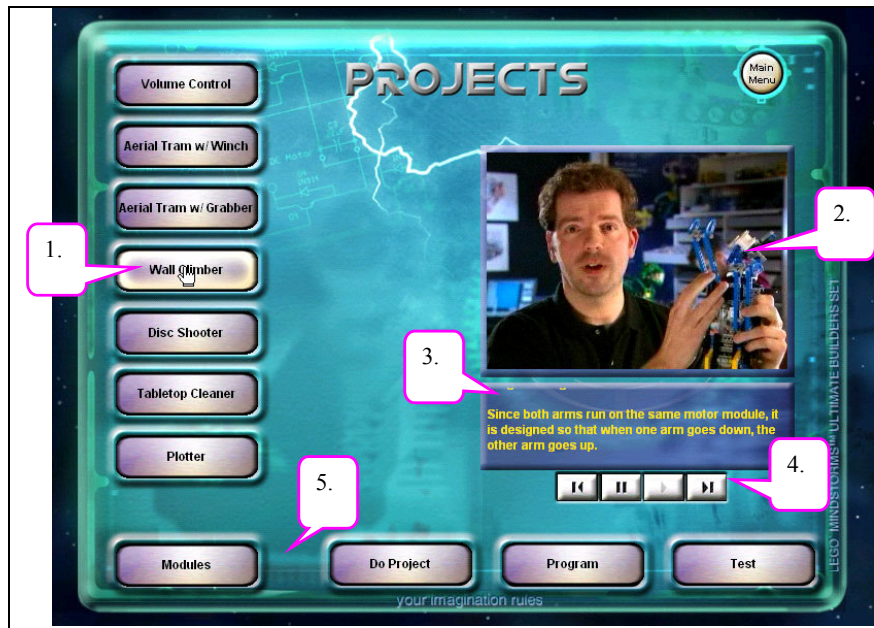 PROJECTS
Main
Menu
Volume Control
Aerial Tram w/ Winch
Aerial Tram w/ Grabber
1.
Wall Climber
2.
Disc Shooter
3.
Tabletop Cleaner
Since both arms run on the same motor module, it
is designed so that when one arm goes down, the
other arm goes up.
Plotter
4.
5.
Modules
Do Project
Program
Test
your imagination rules
LEGO MINDSTORMS™ ULTIMATE BUILDERS SET
DC Motor